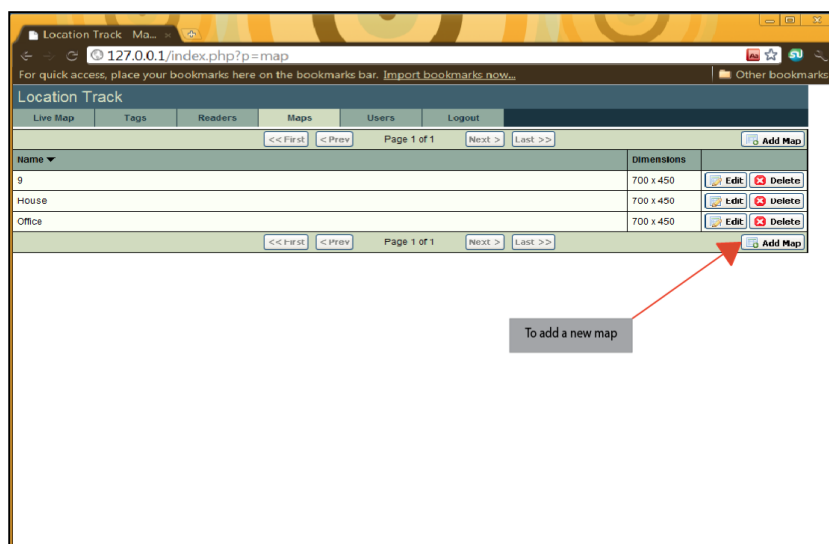 Location Track Ma...
127.0.0.1/index.php?p=map
For quick access, place your bookmarks here on the bookmarks bar. Import bookmarks now...
Other bookmarks
Location Track
Live Map Tags Readers Maps Users Logout
<< First < Prev Page 1 of 1 Next > Last >> Add Map
Name Dimensions
9 700 x 450 Edit Delete
House 700 x 450 Edit Delete
Office 700 x 450 Edit Delete
<< First < Prev Page 1 of 1 Next > Last >> Add Map
To add a new map